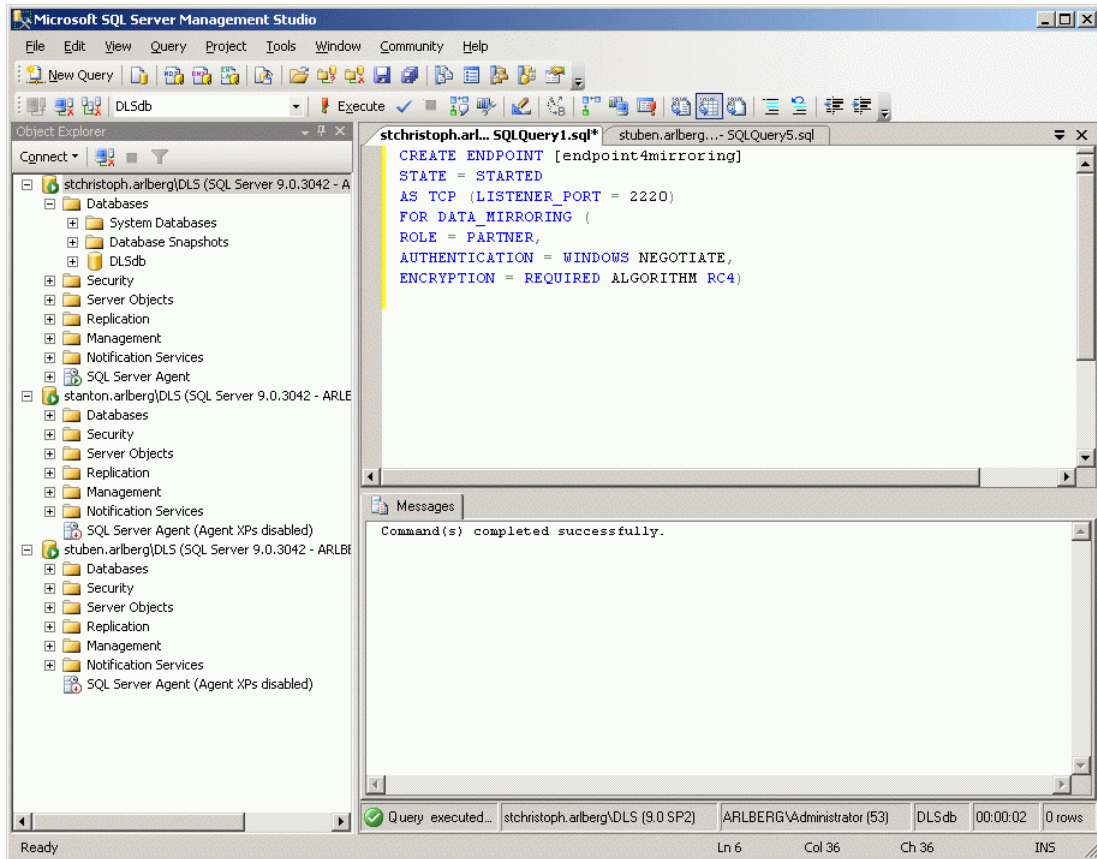 Microsoft SQL Server Management Studio
File Edit View Query Project Tools Window Community Help
New Query
DLSdb
Execute
Object Explorer
Connect
stchristoph.arlberg\DLS (SQL Server 9.0.3042 - A
Databases
System Databases
Database Snapshots
DLSdb
Security
Server Objects
Replication
Management
Notification Services
SQL Server Agent
stanton.arlberg\DLS (SQL Server 9.0.3042 - ARLE
Databases
Security
Server Objects
Replication
Management
Notification Services
SQL Server Agent (Agent XPs disabled)
stuben.arlberg\DLS (SQL Server 9.0.3042 - ARLBE
Databases
Security
Server Objects
Replication
Management
Notification Services
SQL Server Agent (Agent XPs disabled)
stchristoph.arl... SQLQuery1.sql* stuben.arlberg...- SQLQuery5.sql
CREATE ENDPOINT [endpoint4mirroring]
STATE = STARTED
AS TCP (LISTENER_PORT = 2220)
FOR DATA_MIRRORING (
ROLE = PARTNER,
AUTHENTICATION = WINDOWS NEGOTIATE,
ENCRYPTION = REQUIRED ALGORITHM RC4)
Messages
Command(s) completed successfully.
Query executed... stchristoph.arlberg\DLS (9.0 SP2) ARLBERG\Administrator (53) DLSdb 00:00:02 0 rows
Ready Ln 6 Col 36 Ch 36 INS